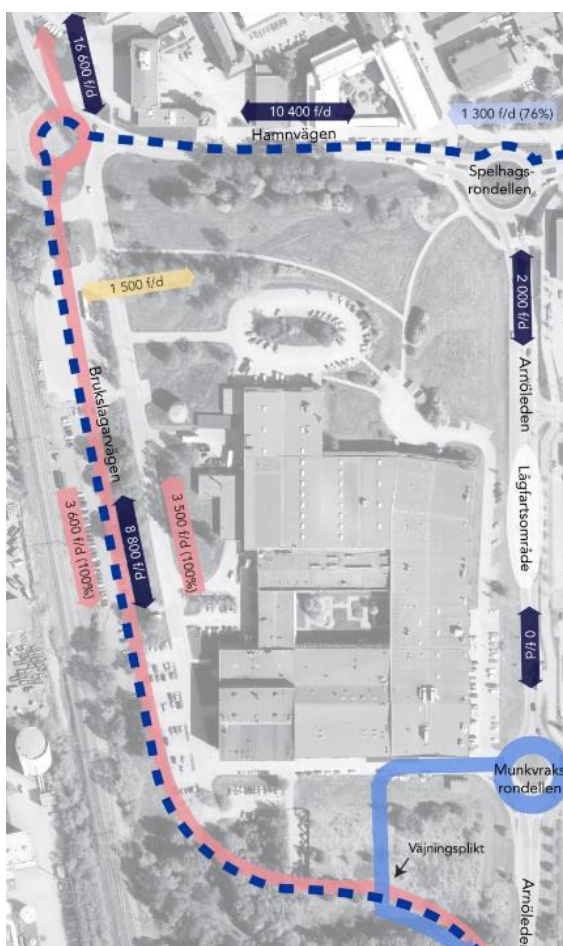 16 600 f/d
10 400 f/d
Hamnvägen
1 300 f/d (76%)
Spelhags-
rondellen
1 500 f/d
2 000 f/d
Arnöleden
Brukslagarvägen
Lågfartsområde
3 600 f/d (100%)
8 800 f/d
3 500 f/d (100%)
0 f/d
Munkvraks
rondellen
Väjningsplikt
Arnöleden